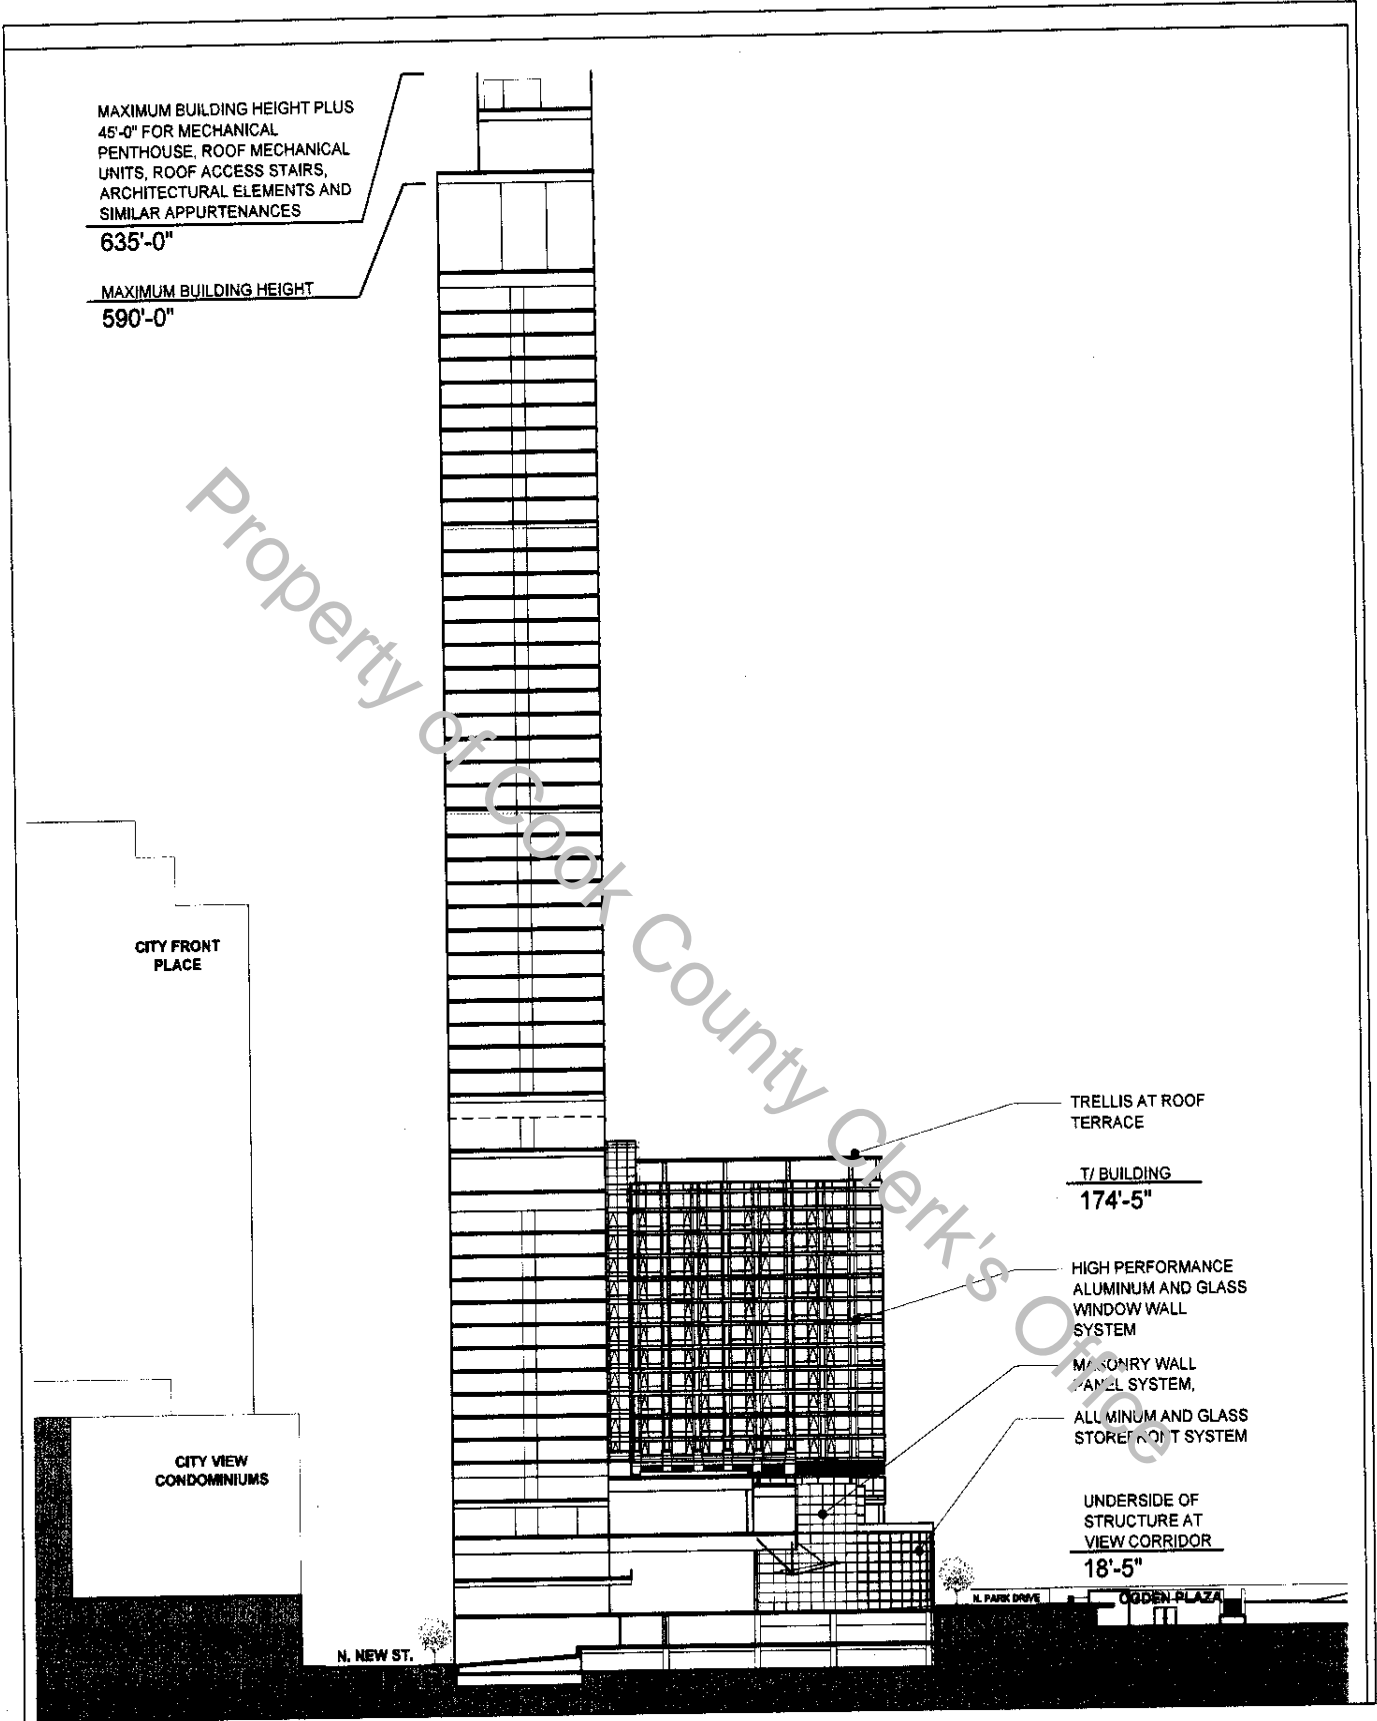 MAXIMUM BUILDING HEIGHT PLUS
45'-0" FOR MECHANICAL
PENTHOUSE, ROOF MECHANICAL
UNITS, ROOF ACCESS STAIRS,
ARCHITECTURAL ELEMENTS AND
SIMILAR APPURTENANCES
635'-0"
MAXIMUM BUILDING HEIGHT
590'-0"
Property of Cook County Clerk's Office
CITY FRONT
PLACE
TRELLIS AT ROOF
TERRACE
T/ BUILDING
174'-5"
HIGH PERFORMANCE
ALUMINUM AND GLASS
WINDOW WALL
SYSTEM
MASONRY WALL
PANEL SYSTEM,
ALUMINUM AND GLASS
STOREFRONT SYSTEM
CITY VIEW
CONDOMINIUMS
UNDERSIDE OF
STRUCTURE AT
VIEW CORRIDOR
18'-5"
N. PARK DRIVE
OGDEN PLAZA
N. NEW ST.